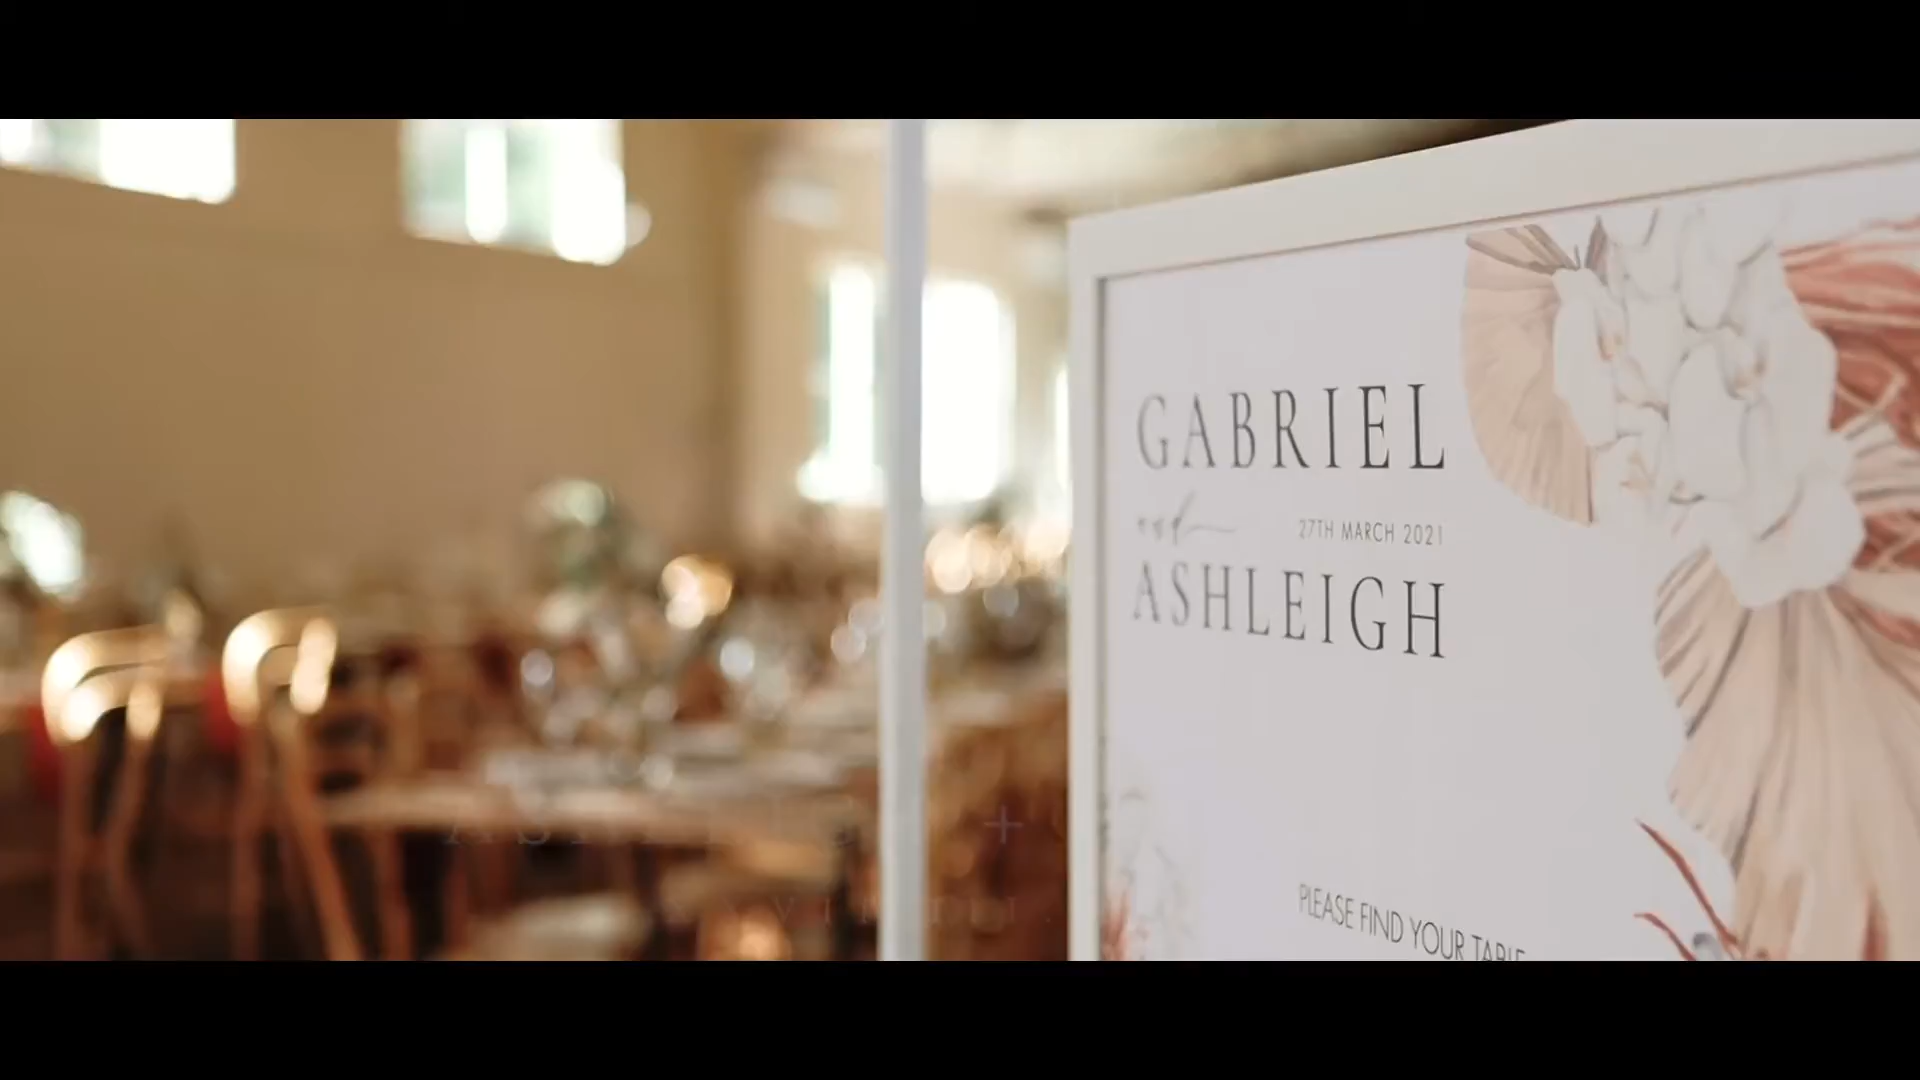 GABRIEL
and
27TH MARCH 2021
ASHLEIGH
PLEASE FIND YOUR TABLE